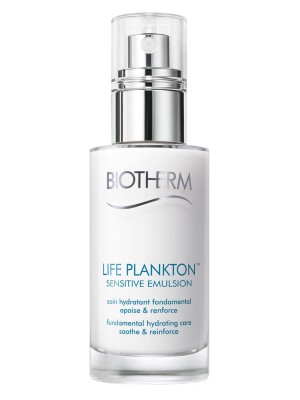 BIOTHERM
LIFE PLANKTON™
SENSITIVE EMULSION
soin hydratant fondamental
apaise & renforce
fundamental hydrating care
soothe & reinforce